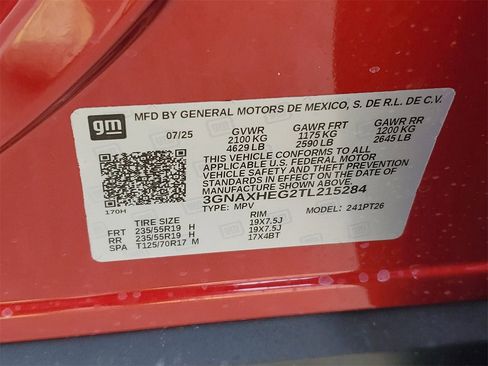 gm
MFD BY GENERAL MOTORS DE MEXICO, S. DE R.L. DE C.V.
07/25 GVWR GAWR FRT GAWR RR
2100 KG 1175 KG 1200 KG
4629 LB 2590 LB 2645 LB
THIS VEHICLE CONFORMS TO ALL
APPLICABLE U.S. FEDERAL MOTOR
VEHICLE SAFETY AND THEFT PREVENTION
STANDARDS IN EFFECT ON THE DATE OF
MANUFACTURE SHOWN ABOVE.
3GNAXHEG2TL215284
170H TYPE: MPV MODEL: 241PT26
TIRE SIZE RIM
FRT 235/55R19 H 19X7.5J
RR 235/55R19 H 19X7.5J
SPA T125/70R17 M 17X4BT